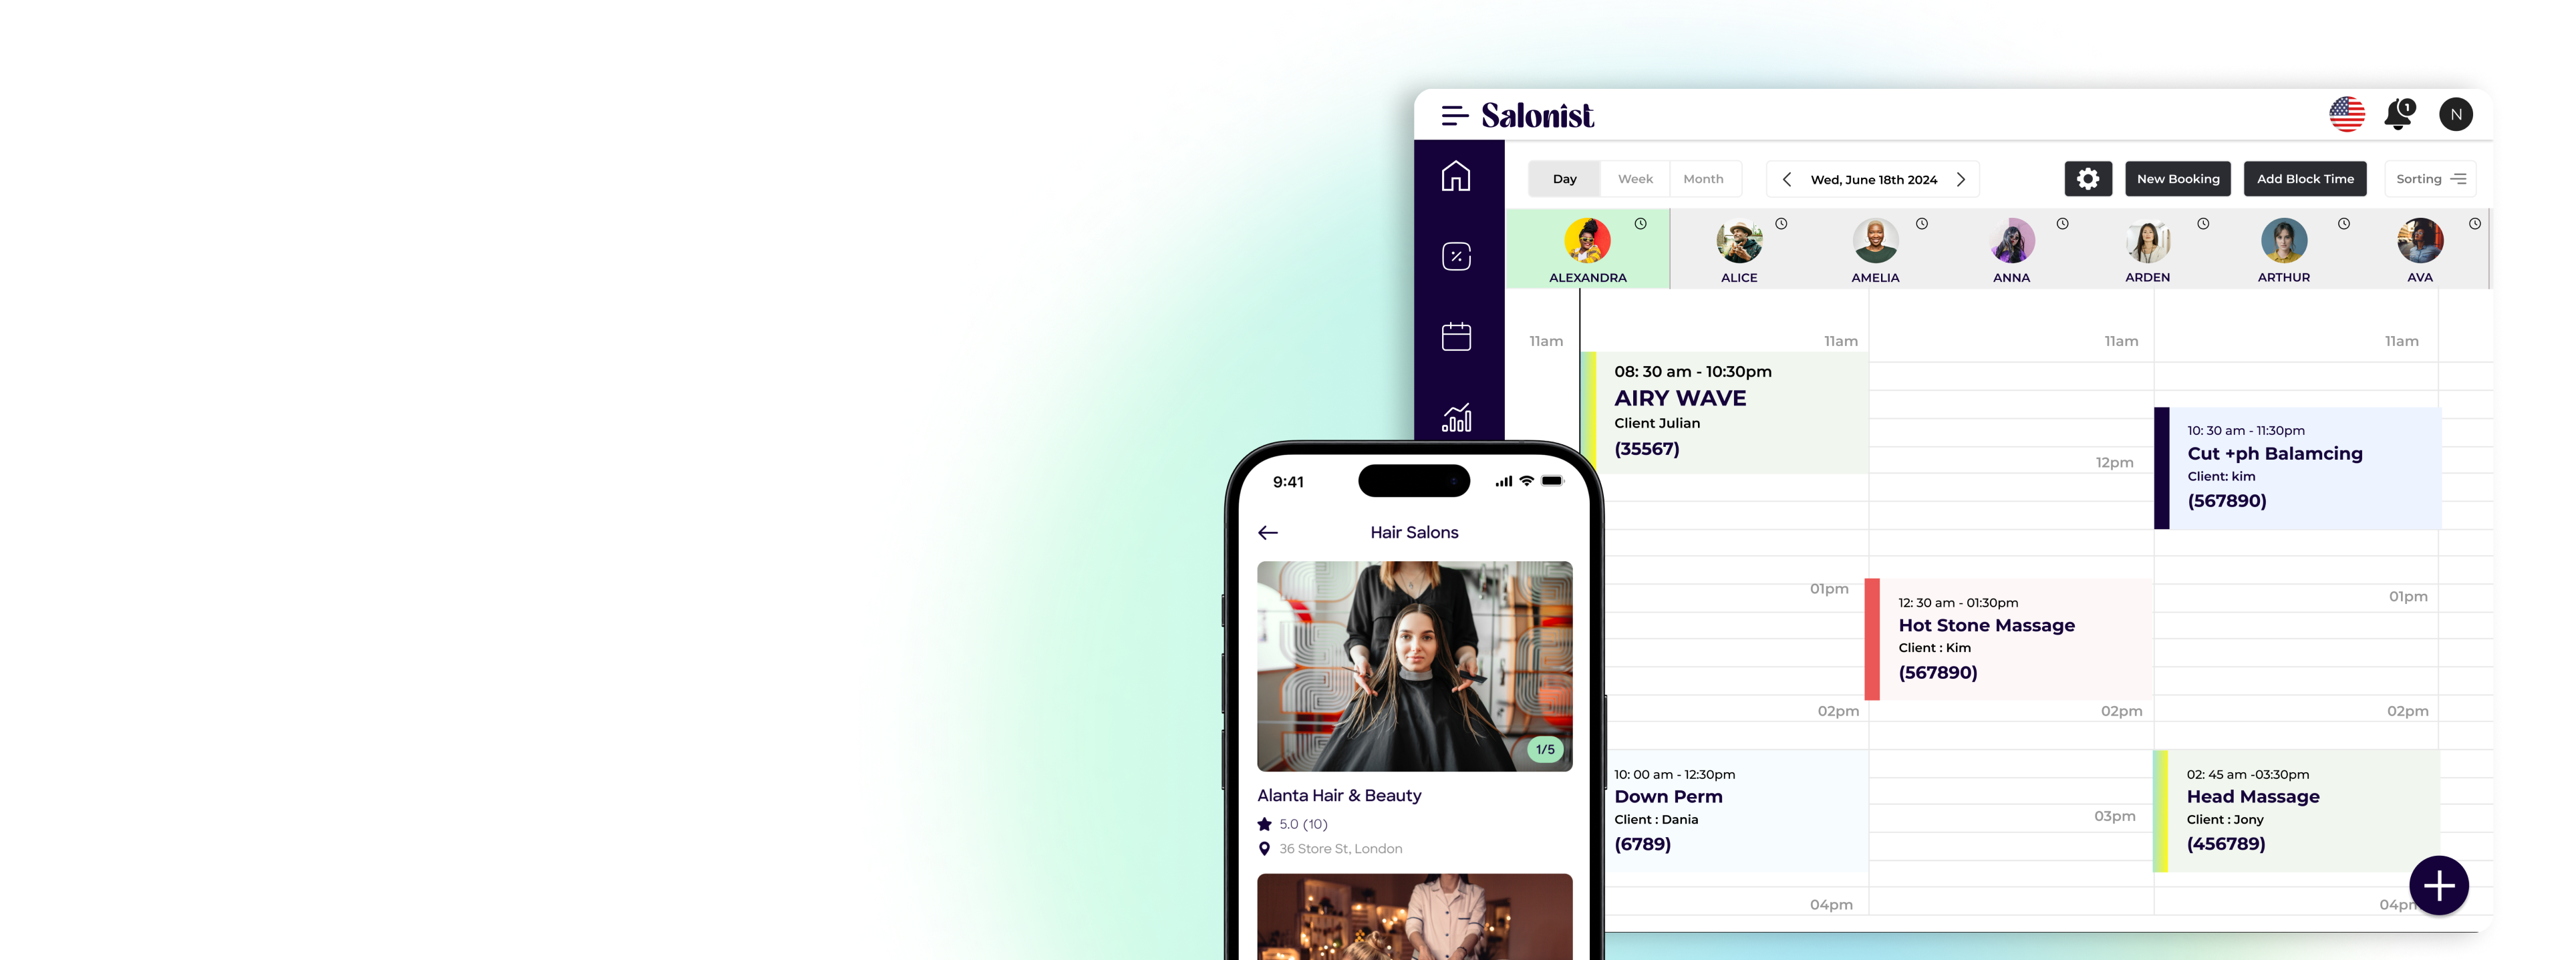 Salonist
1
N
Day
Week
Month
Wed, June 18th 2024
New Booking
Add Block Time
Sorting
ALEXANDRA
ALICE
AMELIA
ANNA
ARDEN
ARTHUR
AVA
11am
11am
11am
11am
08: 30 am - 10:30pm
AIRY WAVE
Client Julian
(35567)
12pm
10: 30 am - 11:30pm
Cut +ph Balamcing
Client: kim
(567890)
01pm
01pm
12: 30 am - 01:30pm
Hot Stone Massage
Client : Kim
(567890)
02pm
02pm
02pm
10: 00 am - 12:30pm
Down Perm
Client : Dania
(6789)
03pm
02: 45 am -03:30pm
Head Massage
Client : Jony
(456789)
04pm
9:41
Hair Salons
1/5
Alanta Hair & Beauty
5.0 (10)
36 Store St, London